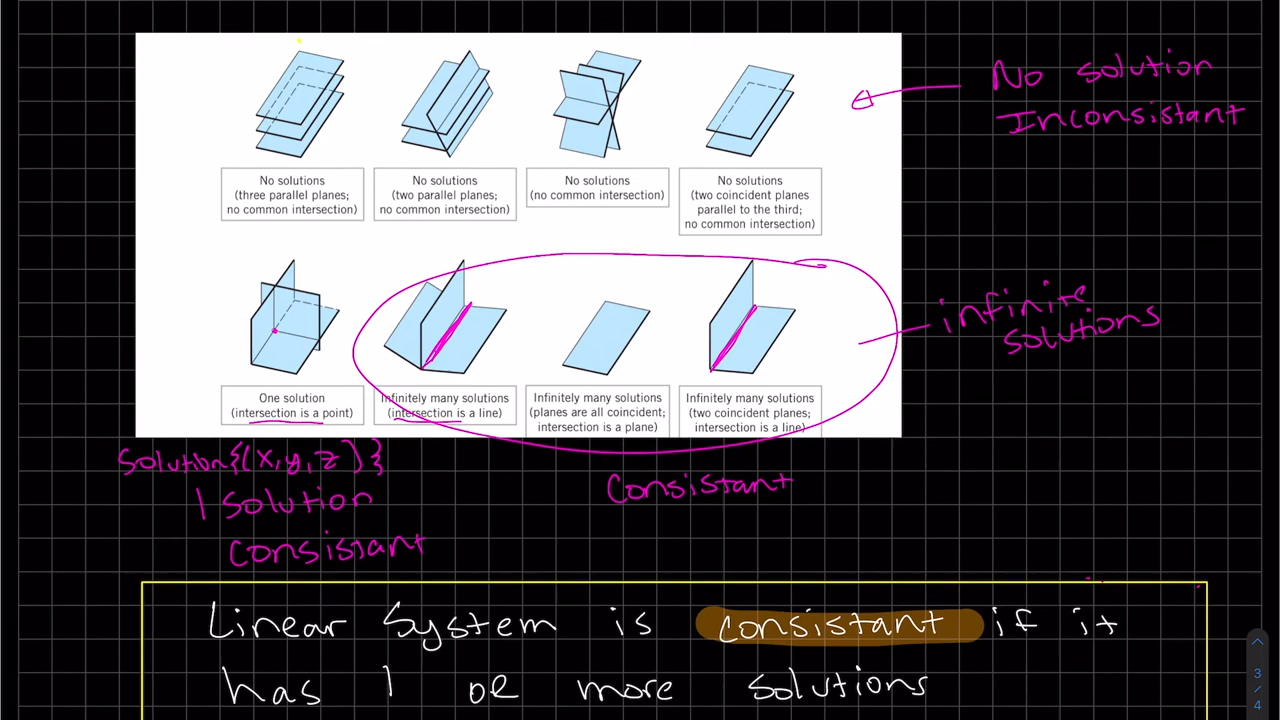 No solution
Inconsistant
No solutions
(three parallel planes;
no common intersection)
No solutions
(two parallel planes;
no common intersection)
No solutions
(no common intersection)
No solutions
(two coincident planes
parallel to the third;
no common intersection)
infinite
solutions
One solution
(intersection is a point)
Infinitely many solutions
(intersection is a line)
Infinitely many solutions
(planes are all coincident;
intersection is a plane)
Infinitely many solutions
(two coincident planes;
intersection is a line)
Solution{(x,y,z)}
1 solution
consistant
Consistant
Linear System is consistant if it
has 1 or more solutions
3
/
4